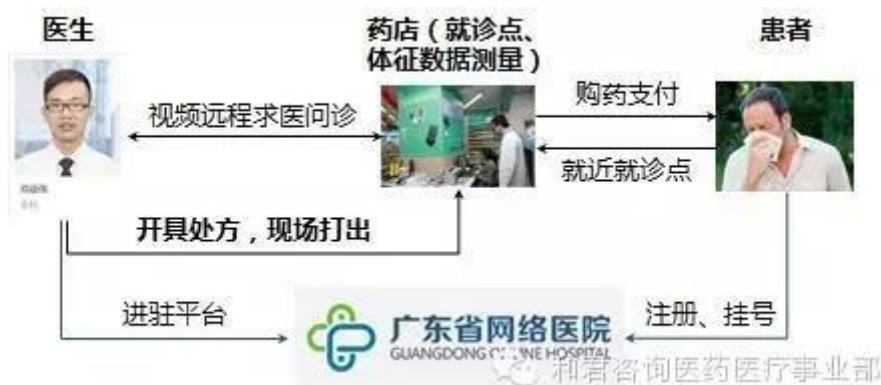 医生
药店（就诊点、
体征数据测量）
患者
视频远程求医问诊
购药支付
就近就诊点
开具处方，现场打出
进驻平台
广东省网络医院
GUANGDONG ONLINE HOSPITAL
注册、挂号
和君咨询医药医疗事业部